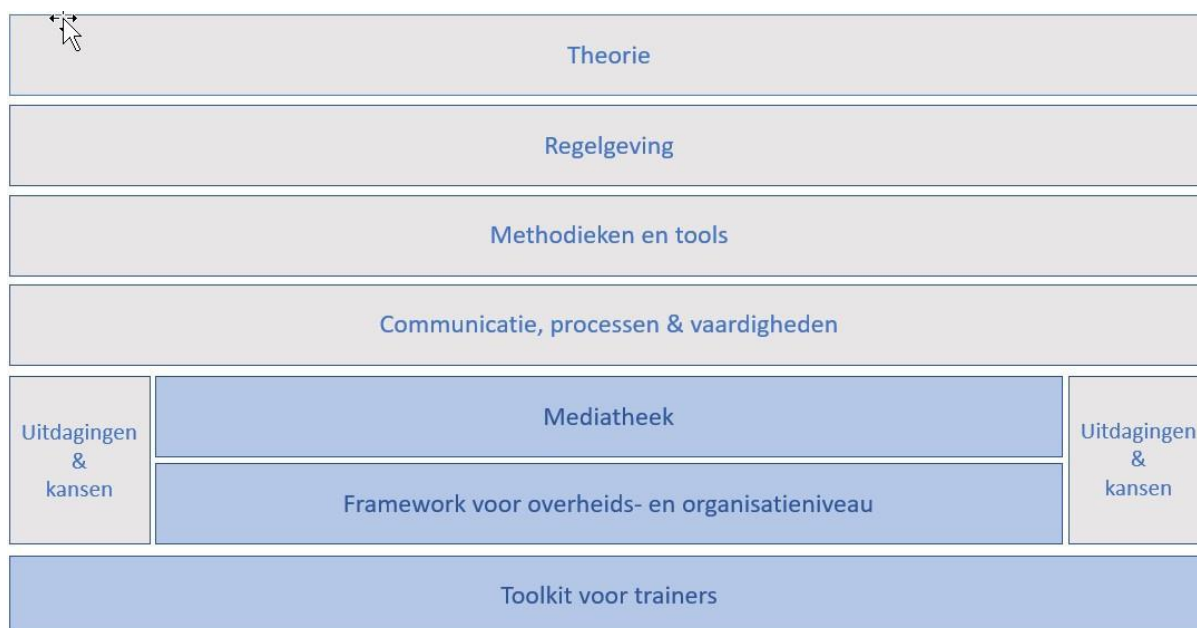 Theorie
Regelgeving
Methodieken en tools
Communicatie, processen & vaardigheden
Uitdagingen
&
kansen
Mediatheek
Framework voor overheids- en organisatieniveau
Uitdagingen
&
kansen
Toolkit voor trainers